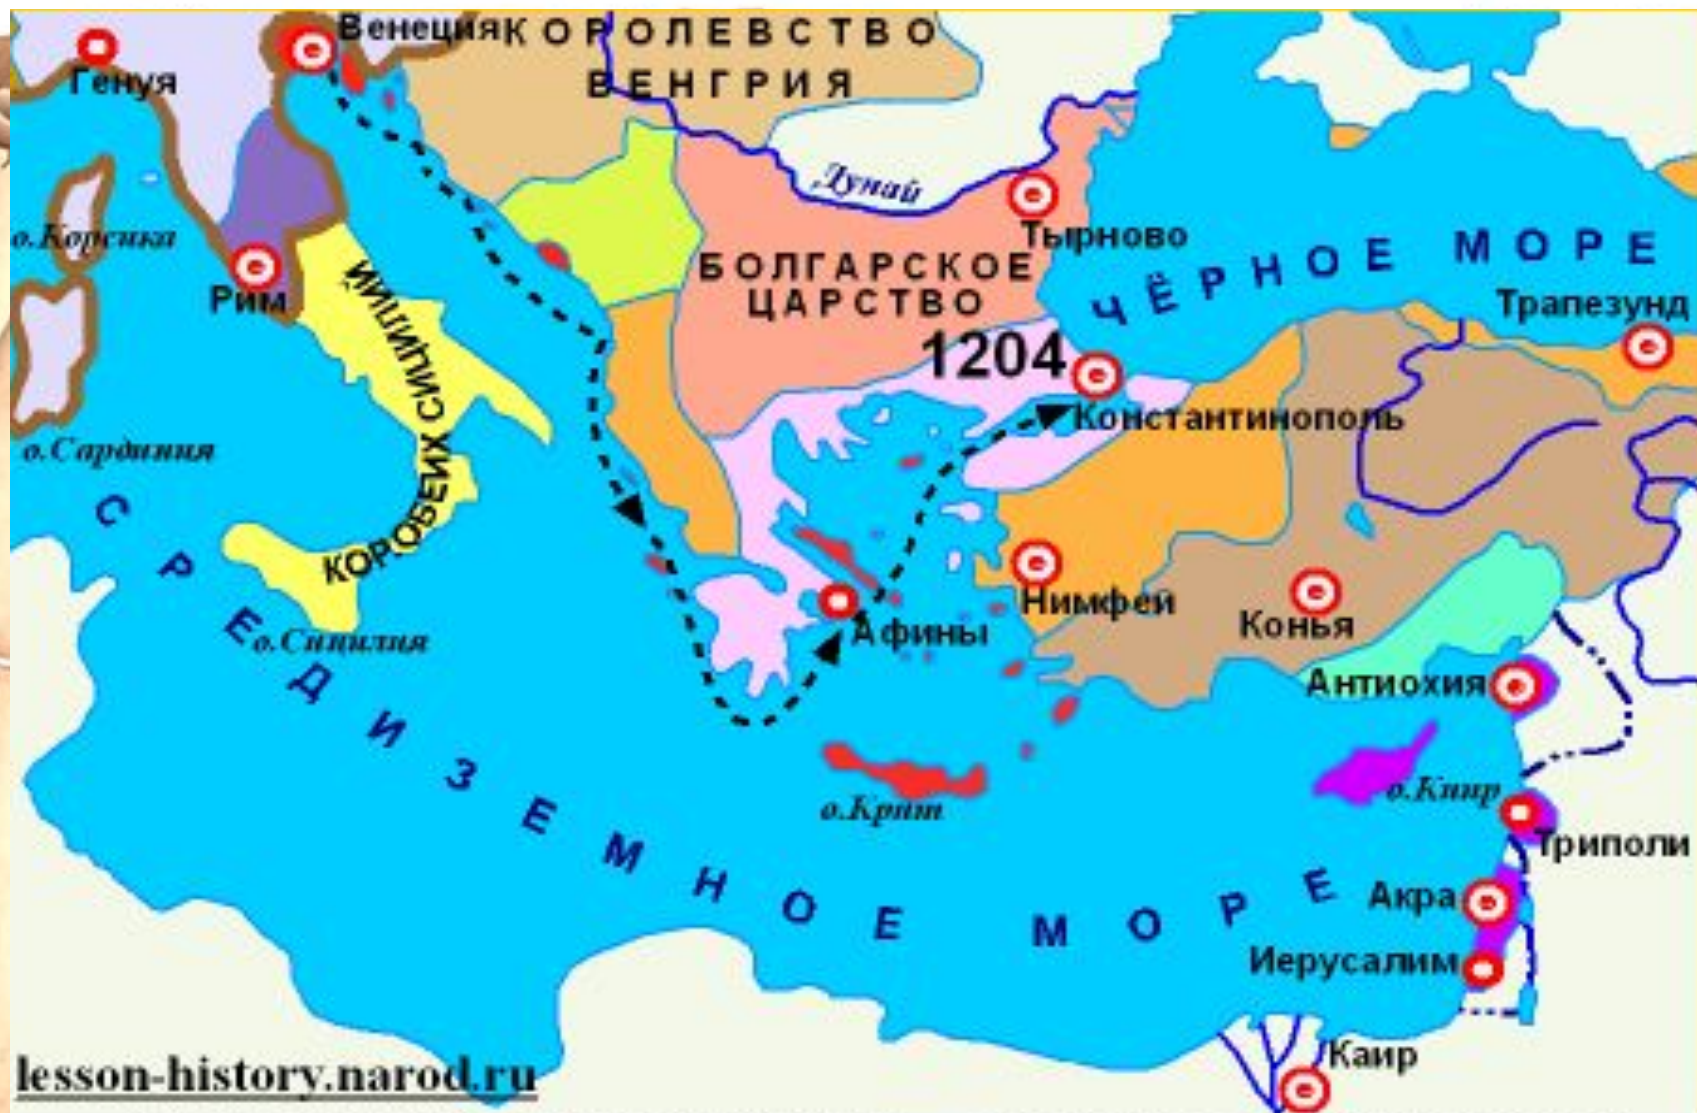 Венеция
КОРОЛЕВСТВО
ВЕНГРИЯ
Генуя
Дунай
о.Корсика
Тырново
ЧЁРНОЕ МОРЕ
Рим
БОЛГАРСКОЕ
ЦАРСТВО
Трапезунд
1204
КОРОБЕИХ СИЦИЛИЙ
Константинополь
о.Сардиния
СРЕДИЗЕМНОЕ МОРЕ
о.Сицилия
Афины
Нимфей
Конья
Антиохия
о.Крит
о.Кипр
Триполи
Акра
Иерусалим
Каир
lesson-history.narod.ru